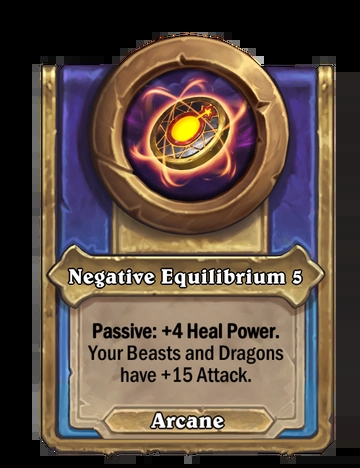 Negative Equilibrium 5
Passive: +4 Heal Power.
Your Beasts and Dragons
have +15 Attack.
Arcane